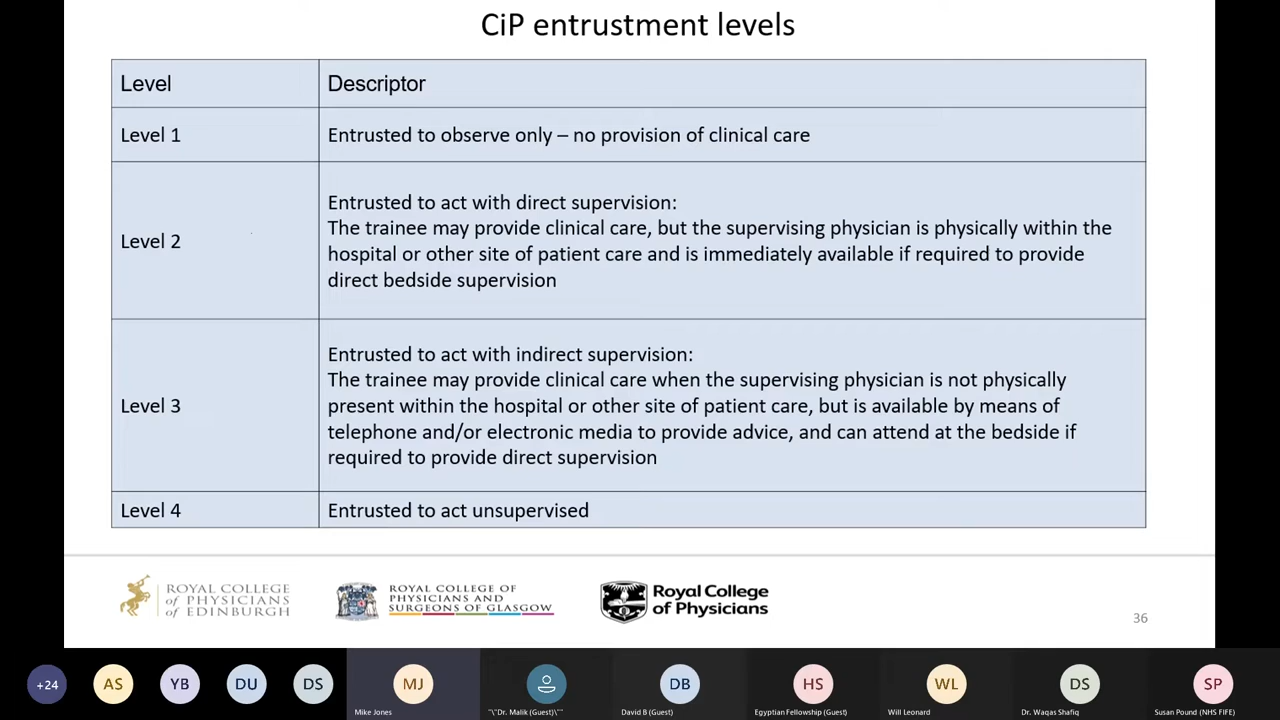 CiP entrustment levels
Level
Descriptor
Level 1
Entrusted to observe only – no provision of clinical care
Level 2
Entrusted to act with direct supervision:
The trainee may provide clinical care, but the supervising physician is physically within the
hospital or other site of patient care and is immediately available if required to provide
direct bedside supervision
Level 3
Entrusted to act with indirect supervision:
The trainee may provide clinical care when the supervising physician is not physically
present within the hospital or other site of patient care, but is available by means of
telephone and/or electronic media to provide advice, and can attend at the bedside if
required to provide direct supervision
Level 4
Entrusted to act unsupervised
ROYAL COLLEGE
of PHYSICIANS
of EDINBURGH
ROYAL COLLEGE OF
PHYSICIANS AND
SURGEONS OF GLASGOW
Royal College
of Physicians
36
+24
AS
YB
DU
DS
MJ
DB
HS
WL
DS
SP
Mike Jones
"\"Dr. Malik (Guest)\""
David B (Guest)
Egyptian Fellowship (Guest)
Will Leonard
Dr. Waqas Shafiq
Susan Pound (NHS FIFE)